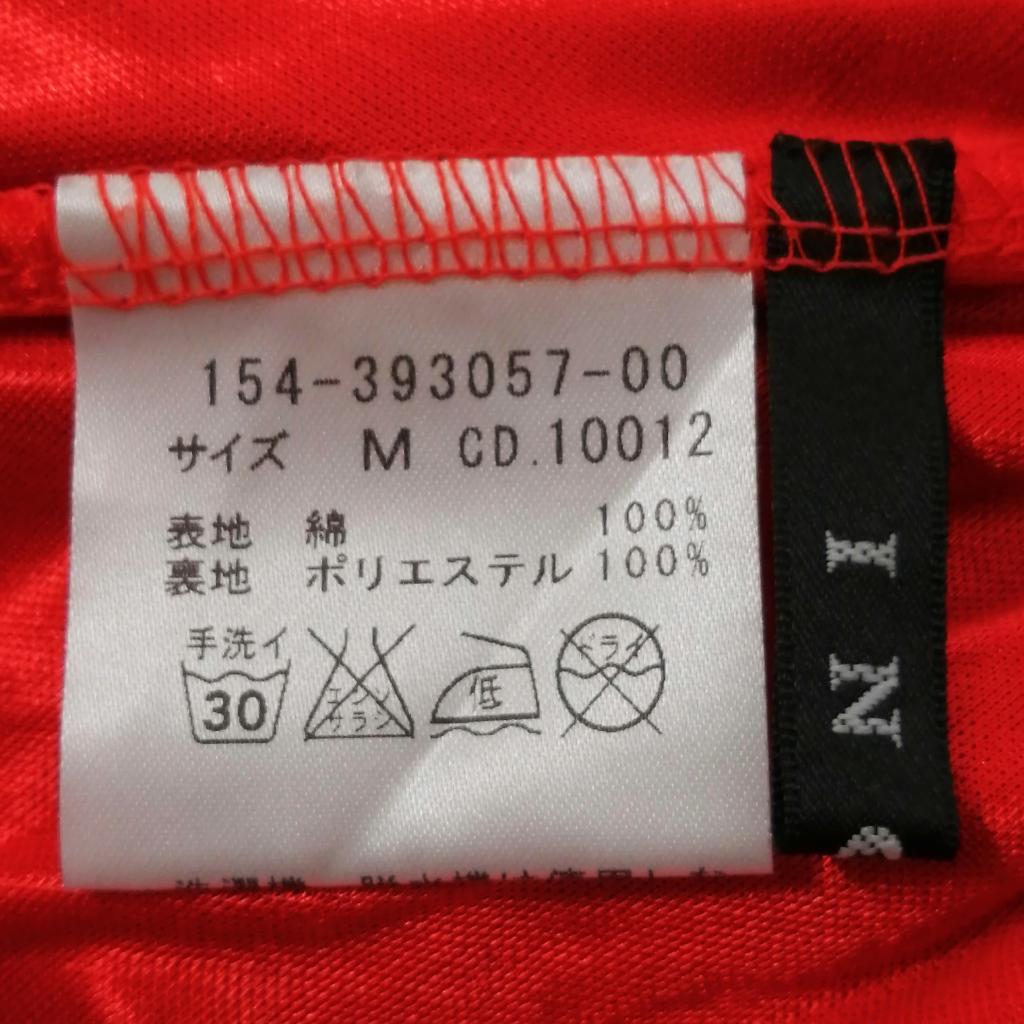 154-393057-00
サイズ M CD.10012
表地 綿 100%
裏地 ポリエステル 100%
手洗イ
30
エンソ
サラシ
低
ドライ
I N